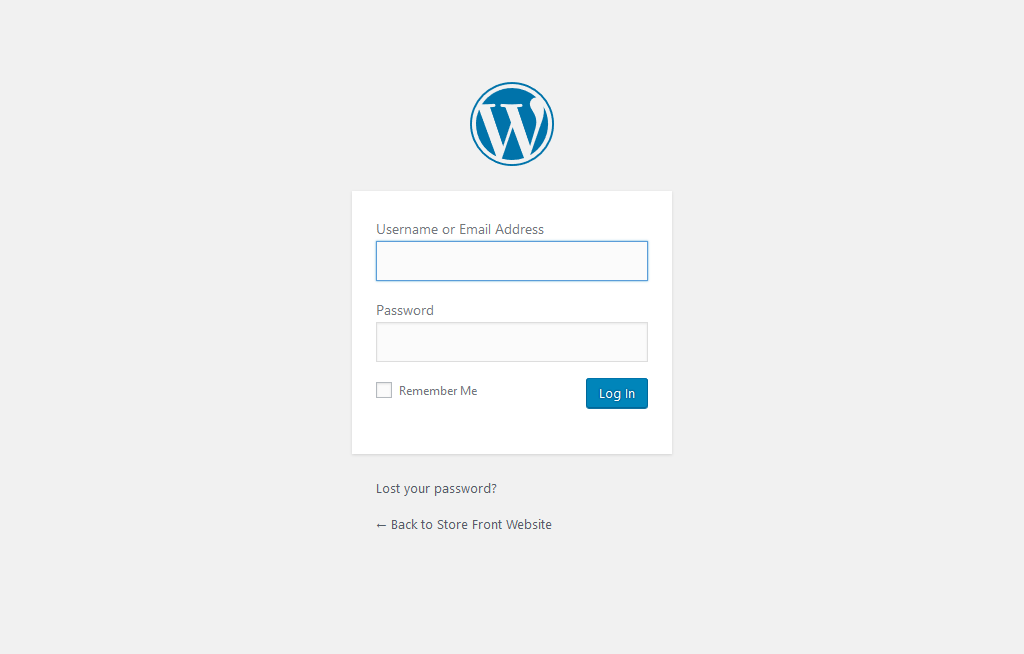 Username or Email Address
Password
Remember Me
Log In
Lost your password?
← Back to Store Front Website